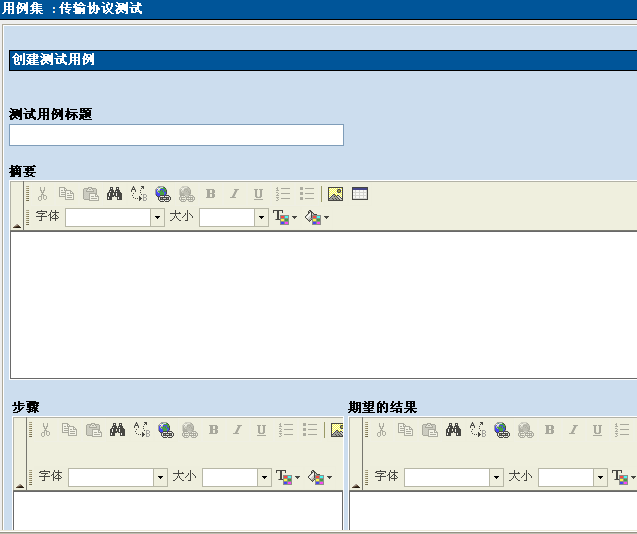 用例集 : 传输协议测试
创建测试用例
测试用例标题
摘要
B I U
字体 大小 T
步骤 期望的结果
B I U B I U
字体 大小 T 字体 大小 T